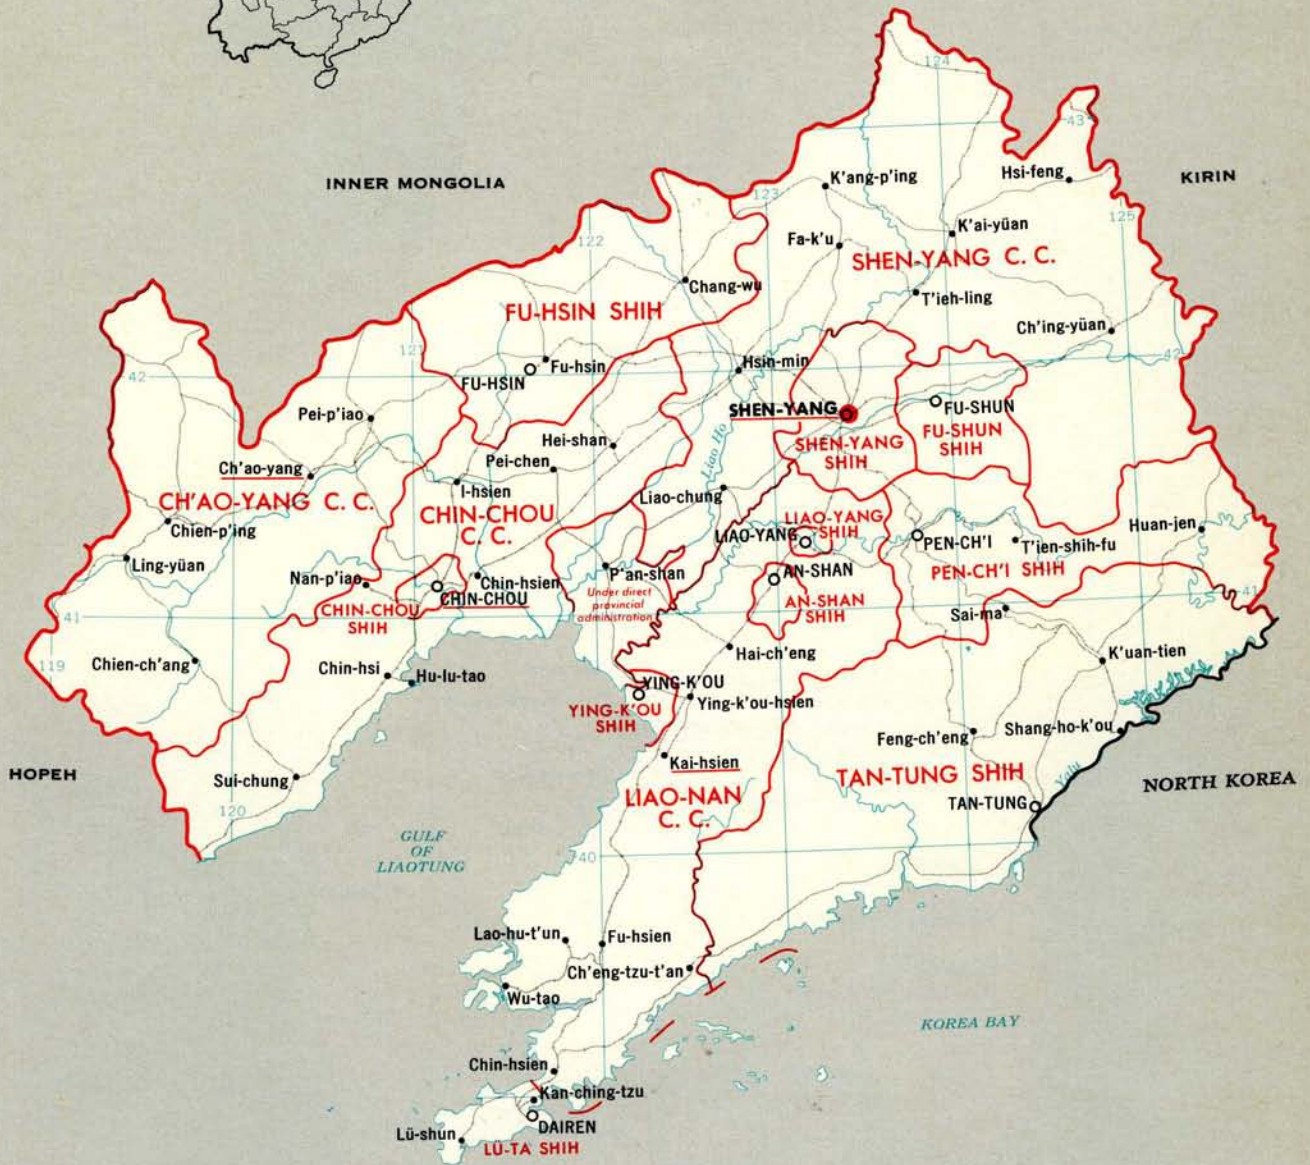 124
43
INNER MONGOLIA
K'ang-p'ing
Hsi-feng
KIRIN
123
125
122
Fa-k'u
K'ai-yüan
SHEN-YANG C. C.
Chang-wu
T'ieh-ling
FU-HSIN SHIH
Ch'ing-yüan
121
42
Fu-hsin
FU-HSIN
Hsin-min
42
Pei-p'iao
SHEN-YANG
FU-SHUN
FU-SHUN
SHIH
Hei-shan
Liao Ho
SHEN-YANG
SHIH
Ch'ao-yang
Pei-chen
I-hsien
CH'AO-YANG C. C.
Liao-chung
CHIN-CHOU
C. C.
LIAO-YANG
SHIH
Chien-p'ing
Huan-jen
LIAO-YANG
PEN-CH'I
T'ien-shih-fu
Ling-yüan
P'an-shan
AN-SHAN
PEN-CH'I SHIH
Nan-p'iao
Chin-hsien
CHIN-CHOU
Under direct
provincial
administration
AN-SHAN
SHIH
41
CHIN-CHOU
SHIH
41
Sai-ma
119
Chien-ch'ang
Hai-ch'eng
K'uan-tien
Chin-hsi
Hu-lu-tao
YING-K'OU
Ying-k'ou-hsien
YING-K'OU
SHIH
Feng-ch'eng
Shang-ho-k'ou
HOPEH
Sui-chung
Kai-hsien
TAN-TUNG SHIH
Yalu
NORTH KOREA
LIAO-NAN
C. C.
TAN-TUNG
120
GULF
OF
LIAOTUNG
40
Lao-hu-t'un
Fu-hsien
Ch'eng-tzu-t'an
Wu-tao
KOREA BAY
Chin-hsien
Kan-ching-tzu
DAIREN
Lü-shun
LÜ-TA SHIH